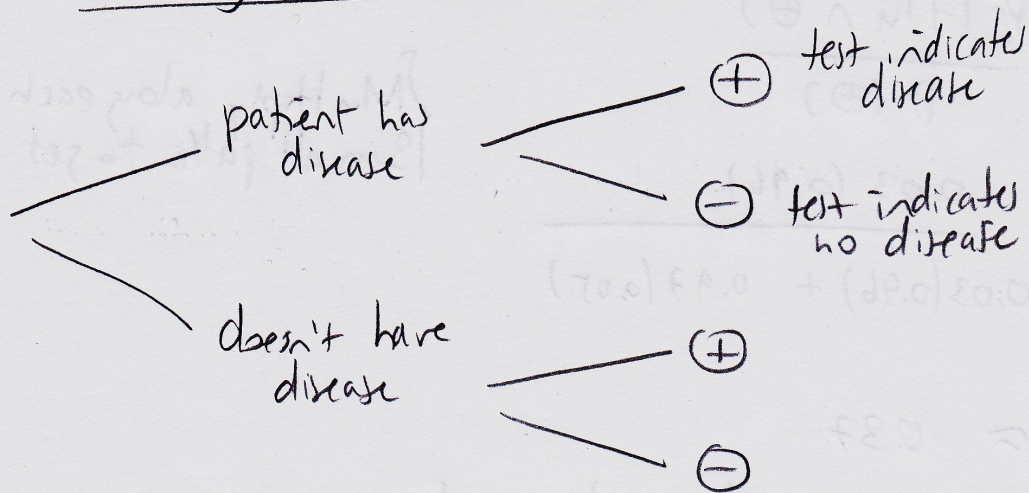 patient has
disease
⊕ test indicates
disease
⊖ test indicates
no disease
doesn't have
disease
⊕
⊖